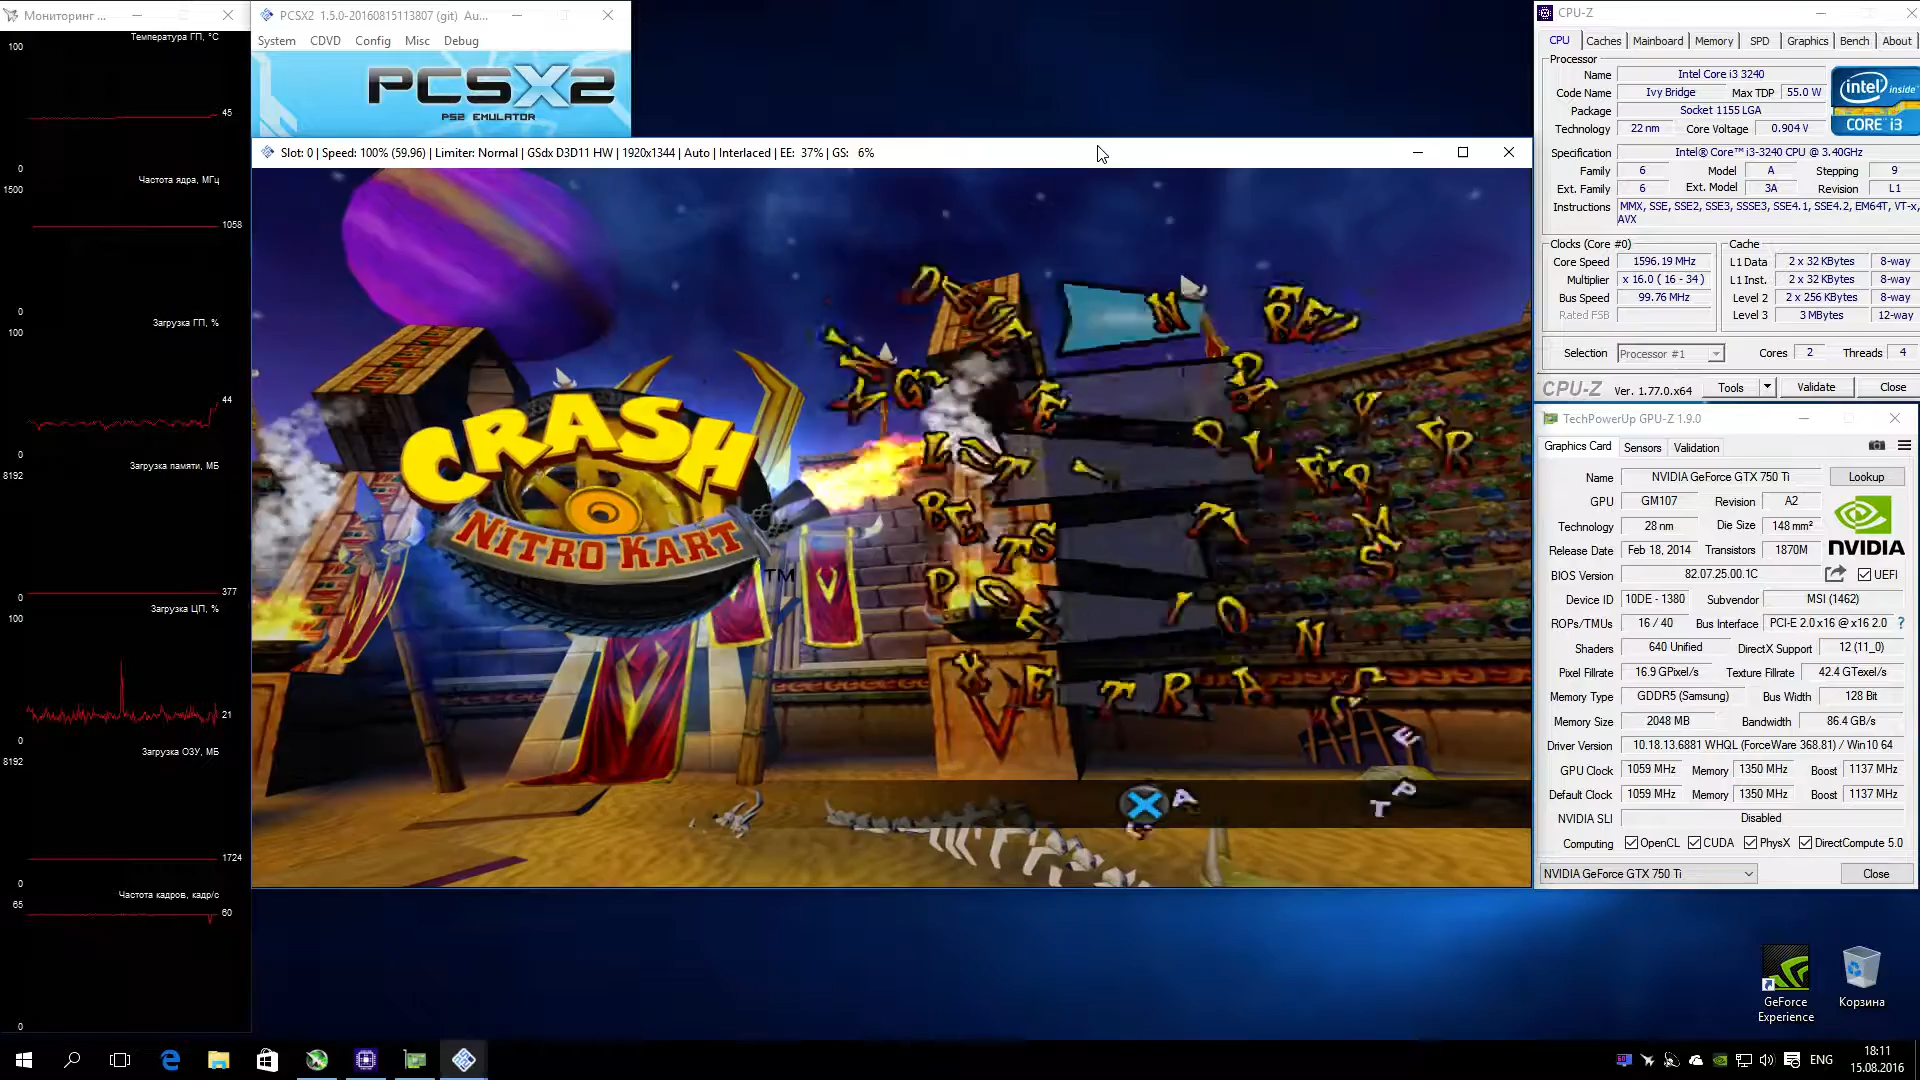 Мониторинг ...
Температура ГП, °C
100
45
0
Частота ядра, МГц
1500
1058
0
Загрузка ГП, %
100
44
0
Загрузка памяти, МБ
8192
377
0
Загрузка ЦП, %
100
21
0
Загрузка ОЗУ, МБ
8192
1724
0
Частота кадров, кадр/с
65
60
0
PCSX2 1.5.0-20160815113807 (git) Au...
System CDVD Config Misc Debug
PCSX2
PS2 EMULATOR
Slot: 0 | Speed: 100% (59,96) | Limiter: Normal | GSdx D3D11 HW | 1920x1344 | Auto | Interlaced | EE: 37% | GS: 6%
CRASH
NITRO KART
TM
CPU-Z
CPU Caches Mainboard Memory SPD Graphics Bench About
Processor
Name Intel Core i3 3240
Code Name Ivy Bridge Max TDP 55.0 W
Package Socket 1155 LGA
Technology 22 nm Core Voltage 0.904 V
intel inside
CORE i3
Specification Intel® Core™ i3-3240 CPU @ 3.40GHz
Family 6 Model A Stepping 9
Ext. Family 6 Ext. Model 3A Revision L1
Instructions MMX, SSE, SSE2, SSE3, SSSE3, SSE4.1, SSE4.2, EM64T, VT-x,
AVX
Clocks (Core #0) Cache
Core Speed 1596.19 MHz L1 Data 2 x 32 KBytes 8-way
Multiplier x 16.0 ( 16 - 34 ) L1 Inst. 2 x 32 KBytes 8-way
Bus Speed 99.76 MHz Level 2 2 x 256 KBytes 8-way
Rated FSB Level 3 3 MBytes 12-way
Selection Processor #1 Cores 2 Threads 4
CPU-Z Ver. 1.77.0.x64 Tools Validate Close
TechPowerUp GPU-Z 1.9.0
Graphics Card Sensors Validation
Name NVIDIA GeForce GTX 750 Ti Lookup
GPU GM107 Revision A2
Technology 28 nm Die Size 148 mm²
Release Date Feb 18, 2014 Transistors 1870M
NVIDIA
BIOS Version 82.07.25.00.1C UEFI
Device ID 10DE - 1380 Subvendor MSI (1462)
ROPs/TMUs 16 / 40 Bus Interface PCI-E 2.0 x16 @ x16 2.0 ?
Shaders 640 Unified DirectX Support 12 (11_0)
Pixel Fillrate 16.9 GPixel/s Texture Fillrate 42.4 GTexel/s
Memory Type GDDR5 (Samsung) Bus Width 128 Bit
Memory Size 2048 MB Bandwidth 86.4 GB/s
Driver Version 10.18.13.6881 WHQL (ForceWare 368.81) / Win10 64
GPU Clock 1059 MHz Memory 1350 MHz Boost 1137 MHz
Default Clock 1059 MHz Memory 1350 MHz Boost 1137 MHz
NVIDIA SLI Disabled
Computing OpenCL CUDA PhysX DirectCompute 5.0
NVIDIA GeForce GTX 750 Ti Close
GeForce
Experience
Корзина
ENG
18:11
15.08.2016